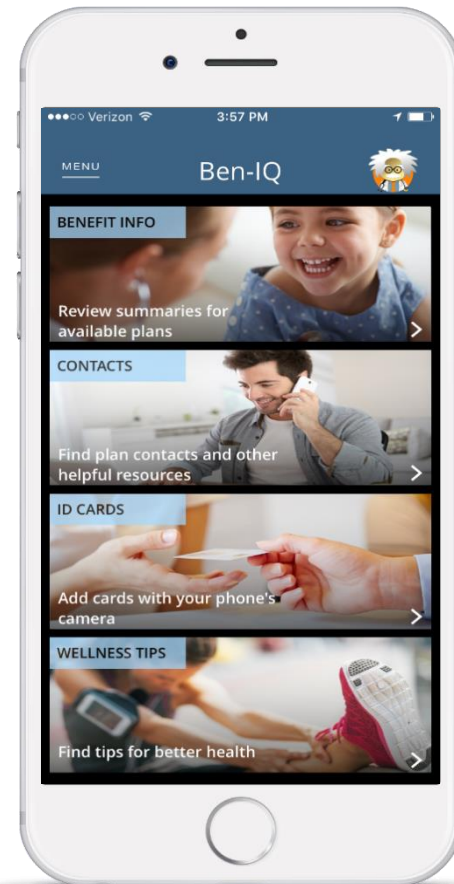 Verizon
3:57 PM
MENU
Ben-IQ
BENEFIT INFO
Review summaries for
available plans
CONTACTS
Find plan contacts and other
helpful resources
ID CARDS
Add cards with your phone's
camera
WELLNESS TIPS
Find tips for better health